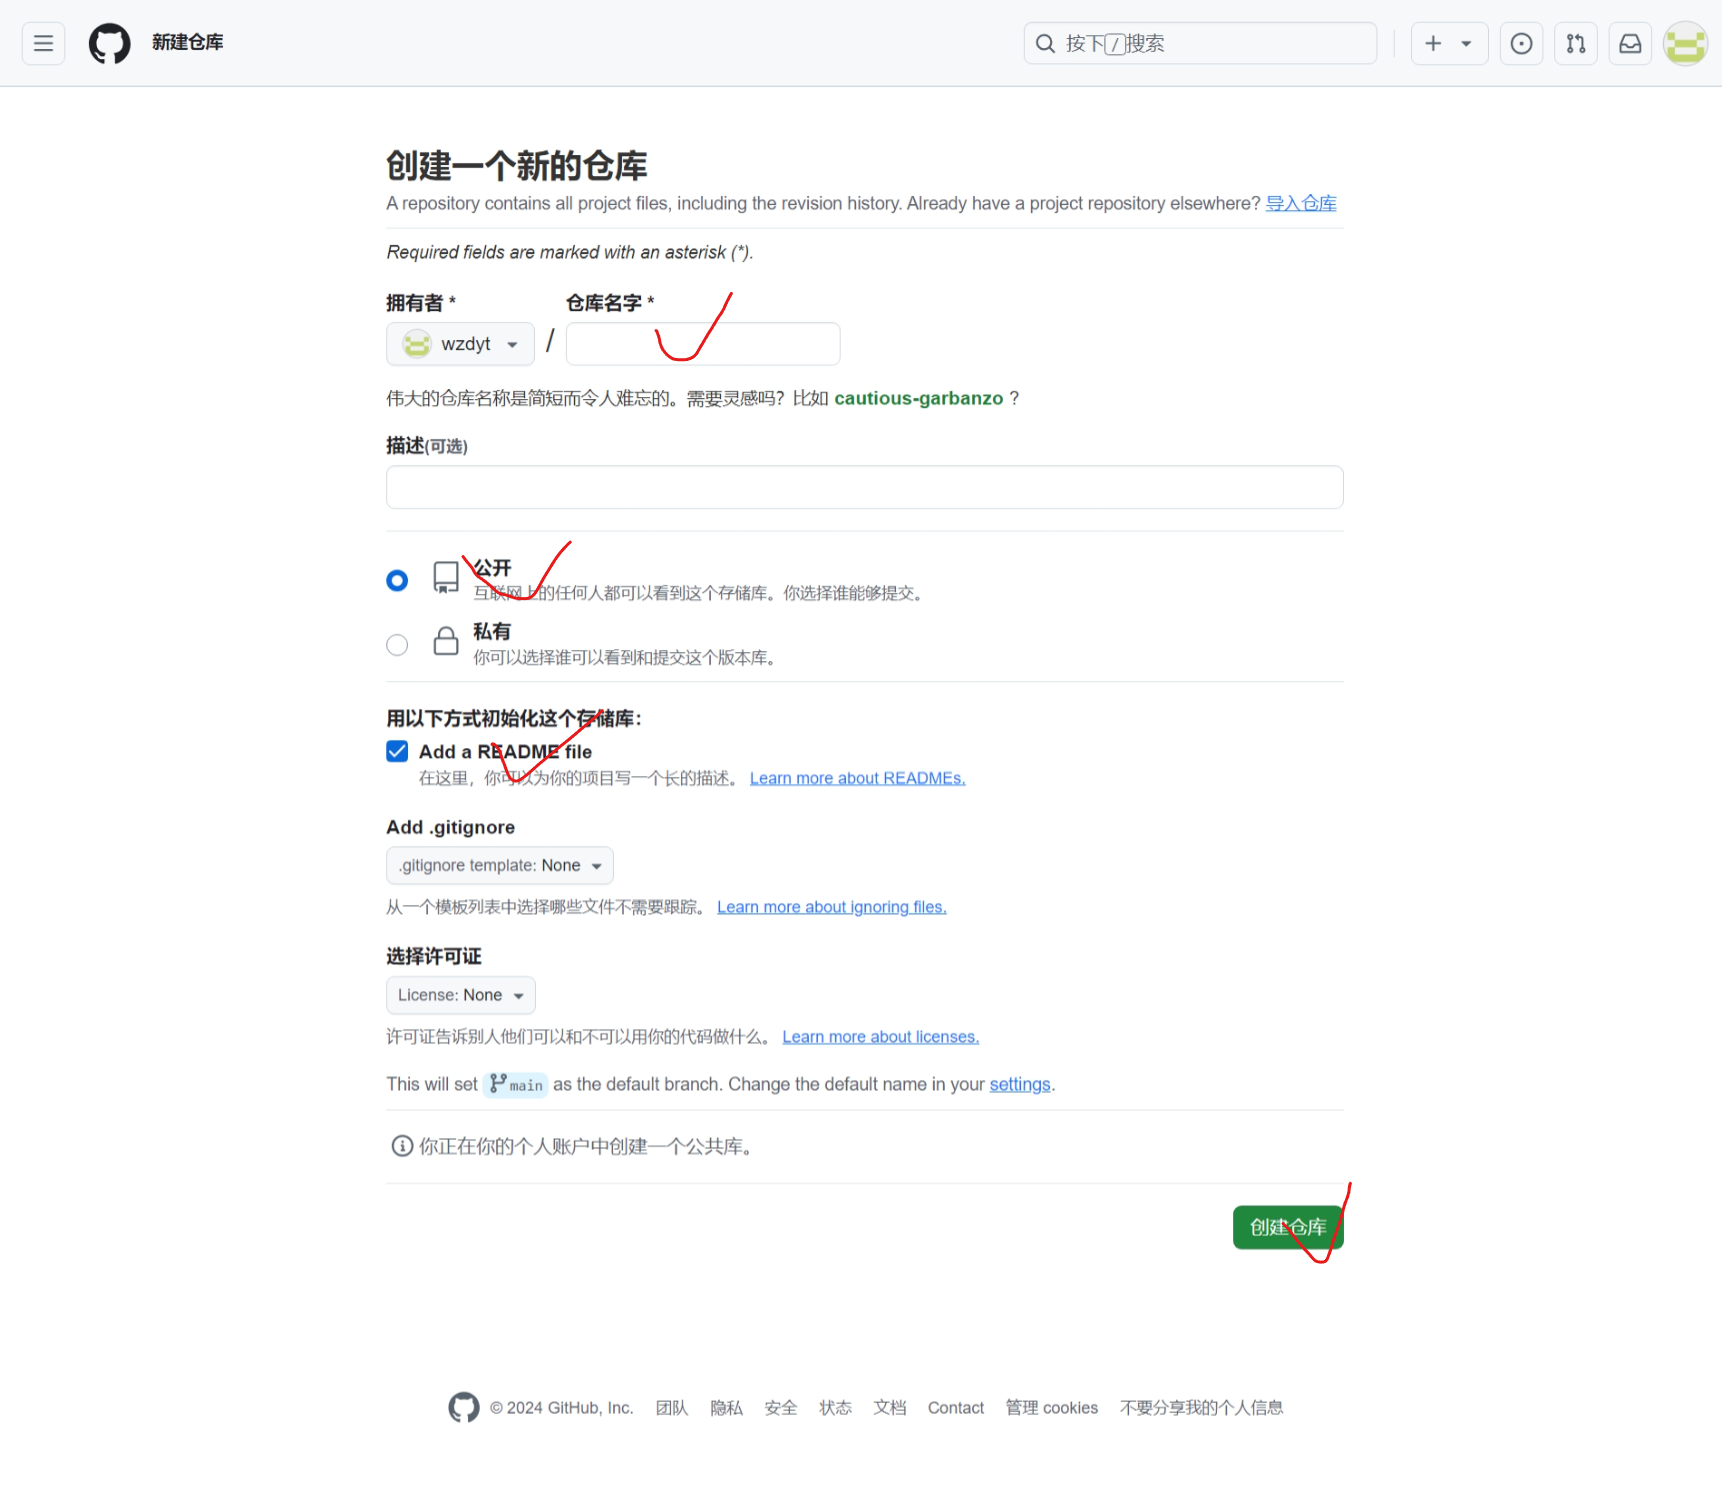 新建仓库
按下/搜索
创建一个新的仓库
A repository contains all project files, including the revision history. Already have a project repository elsewhere? 导入仓库
Required fields are marked with an asterisk (*).
拥有者 * 仓库名字 *
wzdyt / 
伟大的仓库名称是简短而令人难忘的。需要灵感吗？比如 cautious-garbanzo ?
描述(可选)
公开
互联网上的任何人都可以看到这个存储库。你选择谁能够提交。
私有
你可以选择谁可以看到和提交这个版本库。
用以下方式初始化这个存储库：
Add a README file
在这里，你可以为你的项目写一个长的描述。 Learn more about READMEs.
Add .gitignore
.gitignore template: None
从一个模板列表中选择哪些文件不需要跟踪。 Learn more about ignoring files.
选择许可证
License: None
许可证告诉别人他们可以和不可以用你的代码做什么。 Learn more about licenses.
This will set main as the default branch. Change the default name in your settings.
你正在你的个人账户中创建一个公共库。
创建仓库
© 2024 GitHub, Inc. 团队 隐私 安全 状态 文档 Contact 管理 cookies 不要分享我的个人信息